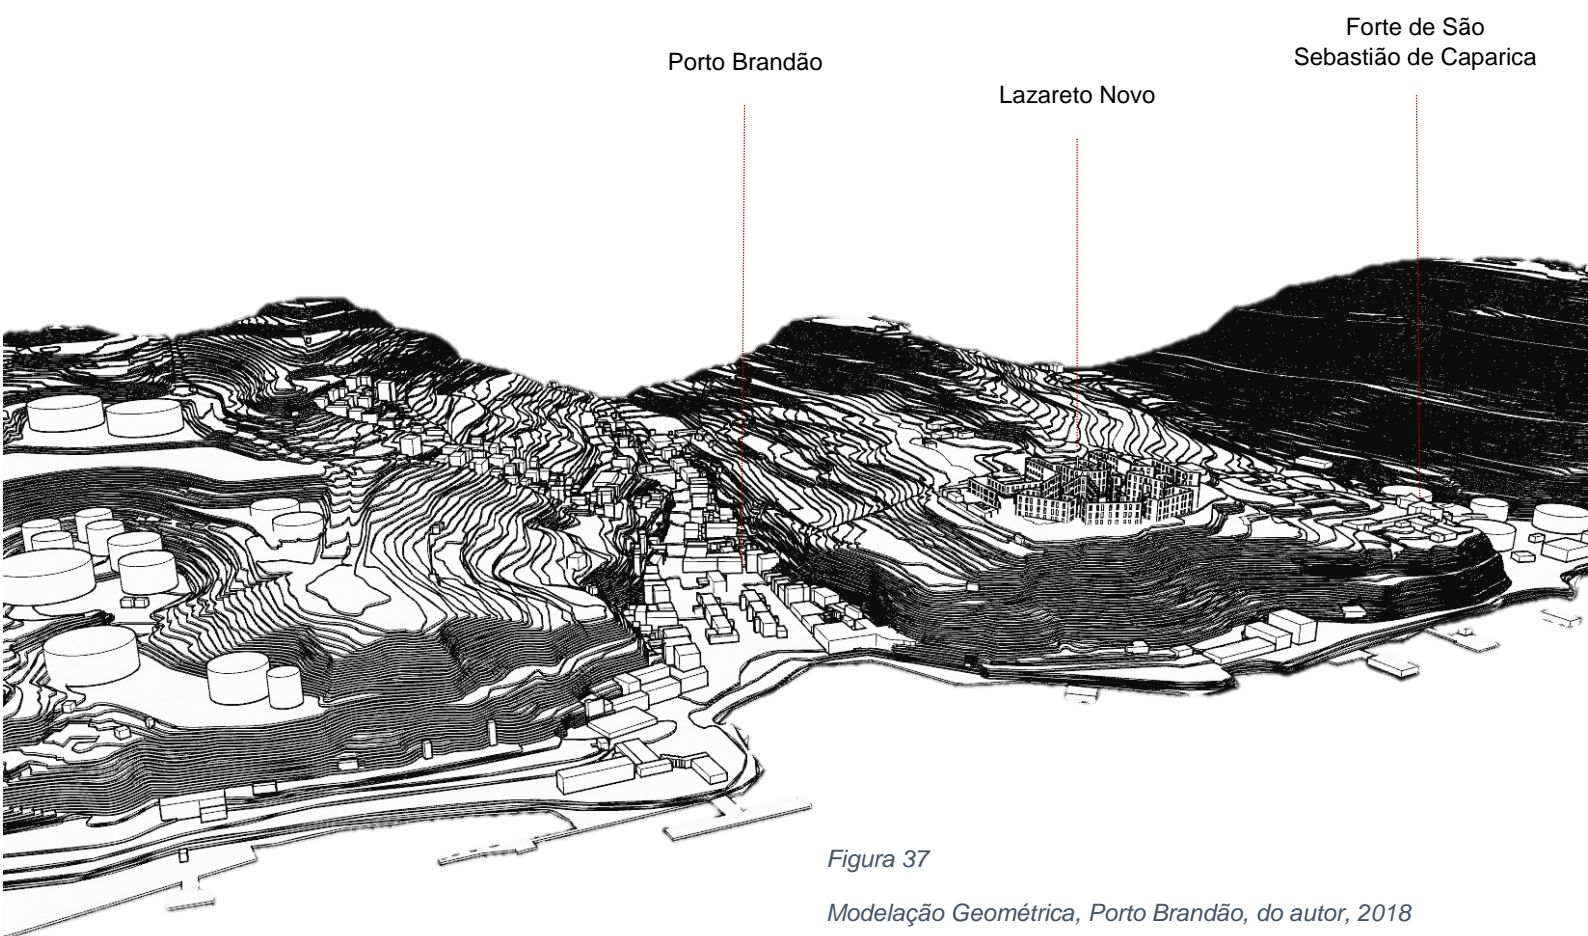 Forte de São
Sebastião de Caparica
Porto Brandão
Lazareto Novo
Figura 37
Modelação Geométrica, Porto Brandão, do autor, 2018